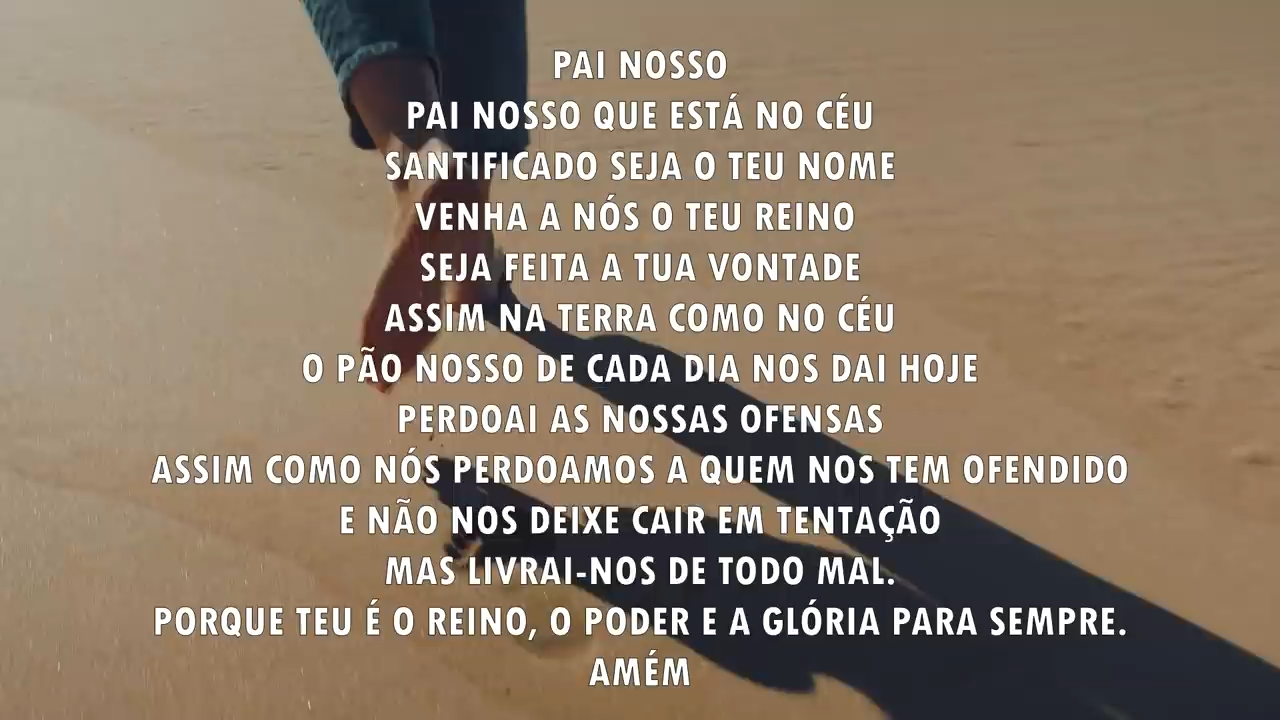 PAI NOSSO
PAI NOSSO QUE ESTÁ NO CÉU
SANTIFICADO SEJA O TEU NOME
VENHA A NÓS O TEU REINO
SEJA FEITA A TUA VONTADE
ASSIM NA TERRA COMO NO CÉU
O PÃO NOSSO DE CADA DIA NOS DAI HOJE
PERDOAI AS NOSSAS OFENSAS
ASSIM COMO NÓS PERDOAMOS A QUEM NOS TEM OFENDIDO
E NÃO NOS DEIXE CAIR EM TENTAÇÃO
MAS LIVRAI-NOS DE TODO MAL.
PORQUE TEU É O REINO, O PODER E A GLÓRIA PARA SEMPRE.
AMÉM